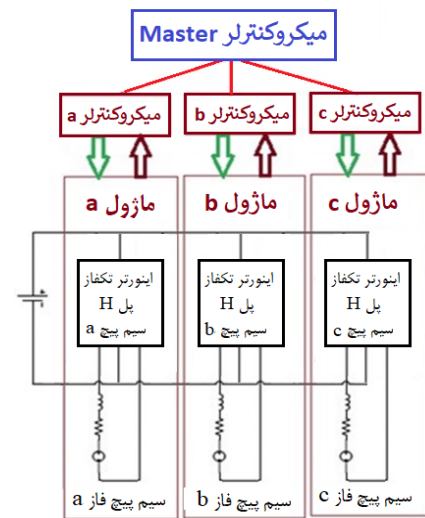 میکروکنترلر Master
میکروکنترلر a
میکروکنترلر b
میکروکنترلر c
ماژول a
ماژول b
ماژول c
اینورتر تکفاز
پل H
سیم پیچ a
اینورتر تکفاز
پل H
سیم پیچ b
اینورتر تکفاز
پل H
سیم پیچ c
سیم پیچ فاز a
سیم پیچ فاز b
سیم پیچ فاز c